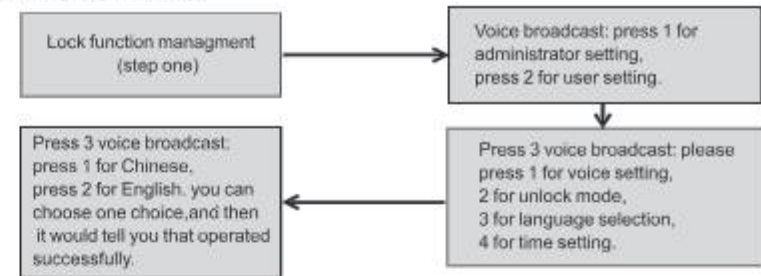 Lock function managment
(step one)
Voice broadcast: press 1 for
administrator setting,
press 2 for user setting.
Press 3 voice broadcast: please
press 1 for voice setting,
2 for unlock mode,
3 for language selection,
4 for time setting.
Press 3 voice broadcast:
press 1 for Chinese,
press 2 for English. you can
choose one choice,and then
it would tell you that operated
successfully.